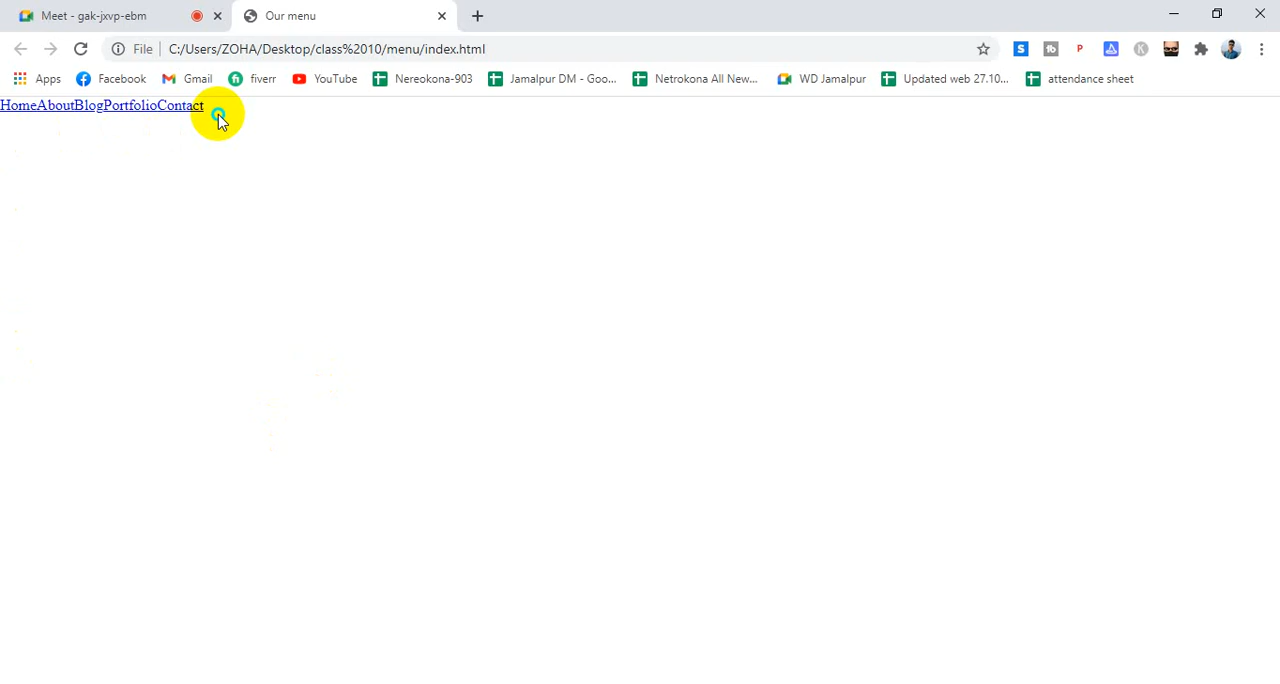 Meet - gak-jxvp-ebm
Our menu
File
C:/Users/ZOHA/Desktop/class%2010/menu/index.html
S
P
K
Apps
Facebook
Gmail
fiverr
YouTube
Nereokona-903
Jamalpur DM - Goo...
Netrokona All New...
WD Jamalpur
Updated web 27.10...
attendance sheet
HomeAboutBlogPortfolioContact